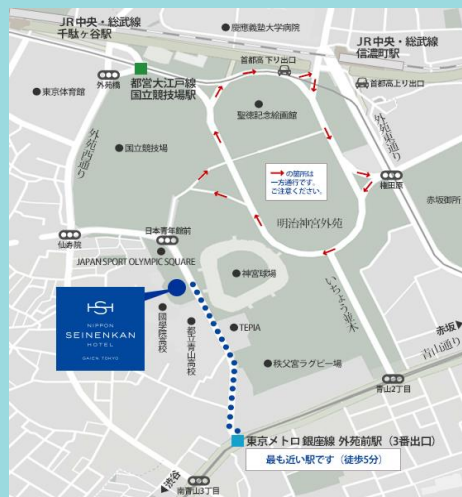 慶應義塾大学病院
JR中央・総武線
千駄ヶ谷駅
JR中央・総武線
信濃町駅
首都高 下り出口
外苑橋
都営大江戸線
国立競技場駅
首都高上り出口
東京体育館
聖徳記念絵画館
外苑西通り
外苑東通り
国立競技場
の箇所は
一方通行です。
ご注意ください。
権田原
赤坂御所
明治神宮外苑
日本青年館前
仙寿院
JAPAN SPORT OLYMPIC SQUARE
神宮球場
いちょう並木
NIPPON
SEINENKAN
HOTEL
GAIEN TOKYO
國學院高校
都立青山高校
TEPIA
秩父宮ラグビー場
赤坂
青山通り
青山2丁目
東京メトロ 銀座線 外苑前駅（3番出口）
最も近い駅です（徒歩5分）
渋谷
南青山3丁目